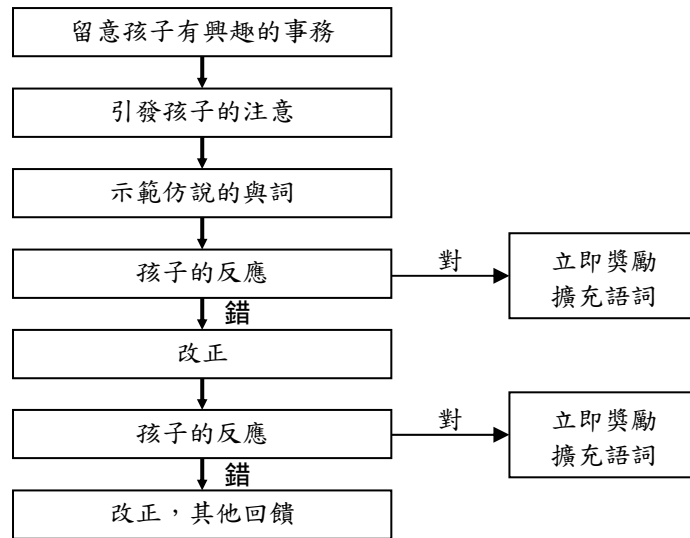 留意孩子有興趣的事務
引發孩子的注意
示範仿說的與詞
孩子的反應
對
立即獎勵
擴充語詞
錯
改正
孩子的反應
對
立即獎勵
擴充語詞
錯
改正，其他回饋